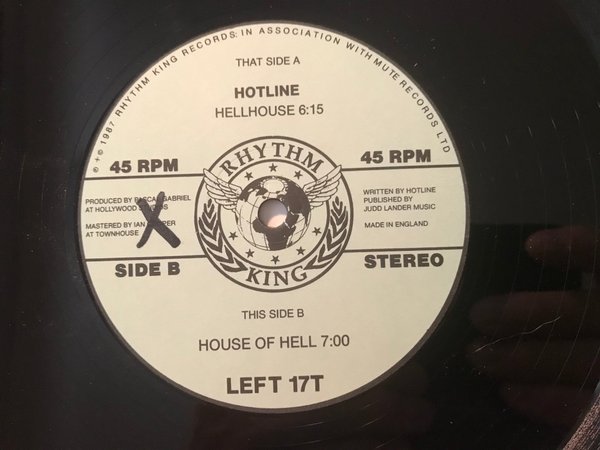 ℗ + © 1987 RHYTHM KING RECORDS: IN ASSOCIATION WITH MUTE RECORDS LTD
THAT SIDE A
HOTLINE
HELLHOUSE 6:15
45 RPM
45 RPM
RHYTHM
KING
PRODUCED BY PASCAL GABRIEL
AT HOLLYWOOD
MASTERED BY IAN
AT TOWNHOUSE
WRITTEN BY HOTLINE
PUBLISHED BY
JUDD LANDER MUSIC
MADE IN ENGLAND
X
SIDE B
STEREO
THIS SIDE B
HOUSE OF HELL 7:00
LEFT 17T